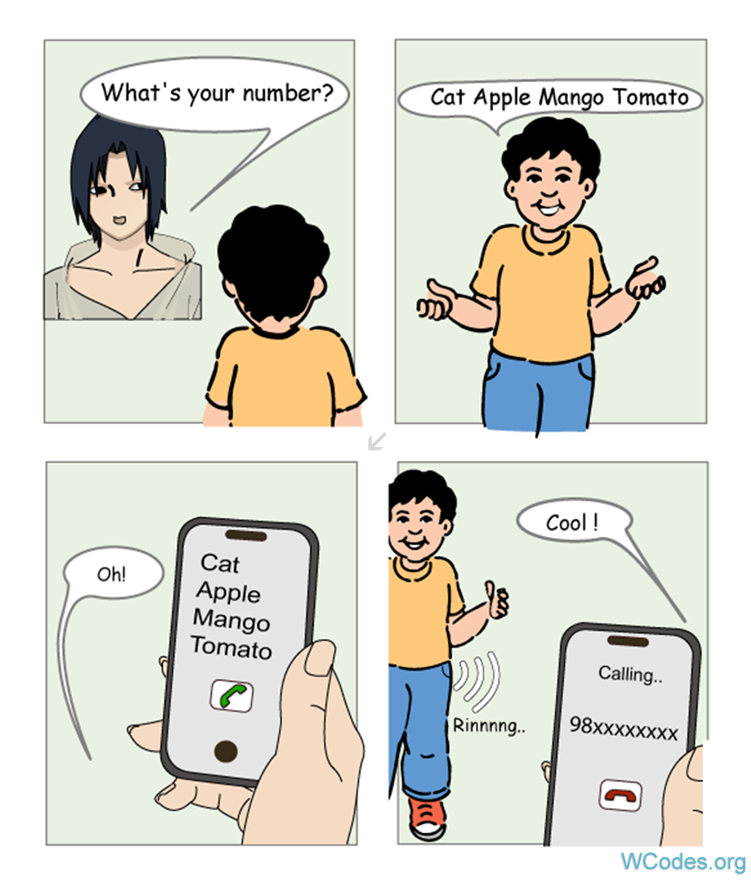 What's your number?
Cat Apple Mango Tomato
Oh!
Cat
Apple
Mango
Tomato
Cool !
Calling..
98xxxxxxxx
Rinnnng..
WCodes.org